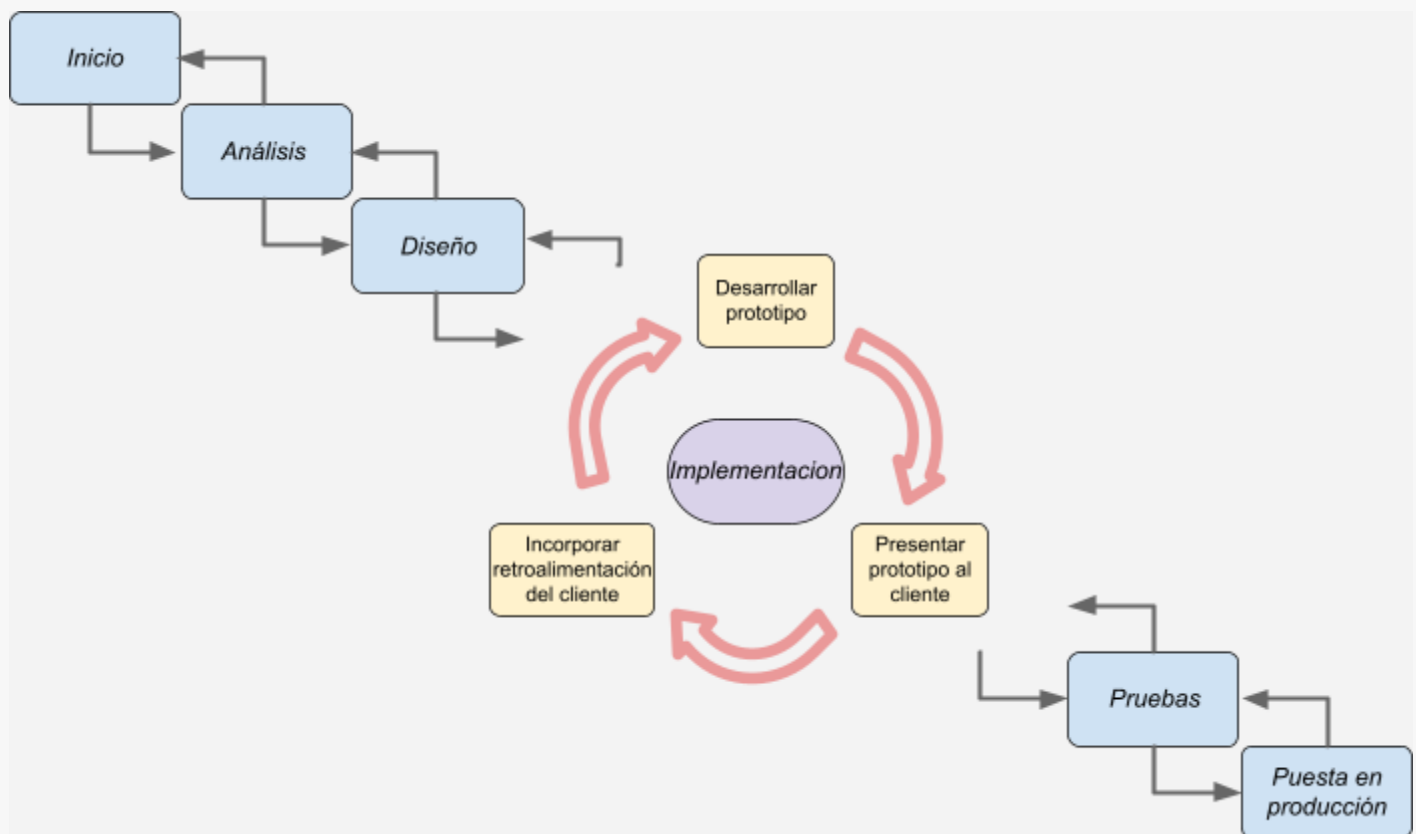 Inicio
Análisis
Diseño
Desarrollar
prototipo
Implementacion
Incorporar
retroalimentación
del cliente
Presentar
prototipo al
cliente
Pruebas
Puesta en
producción